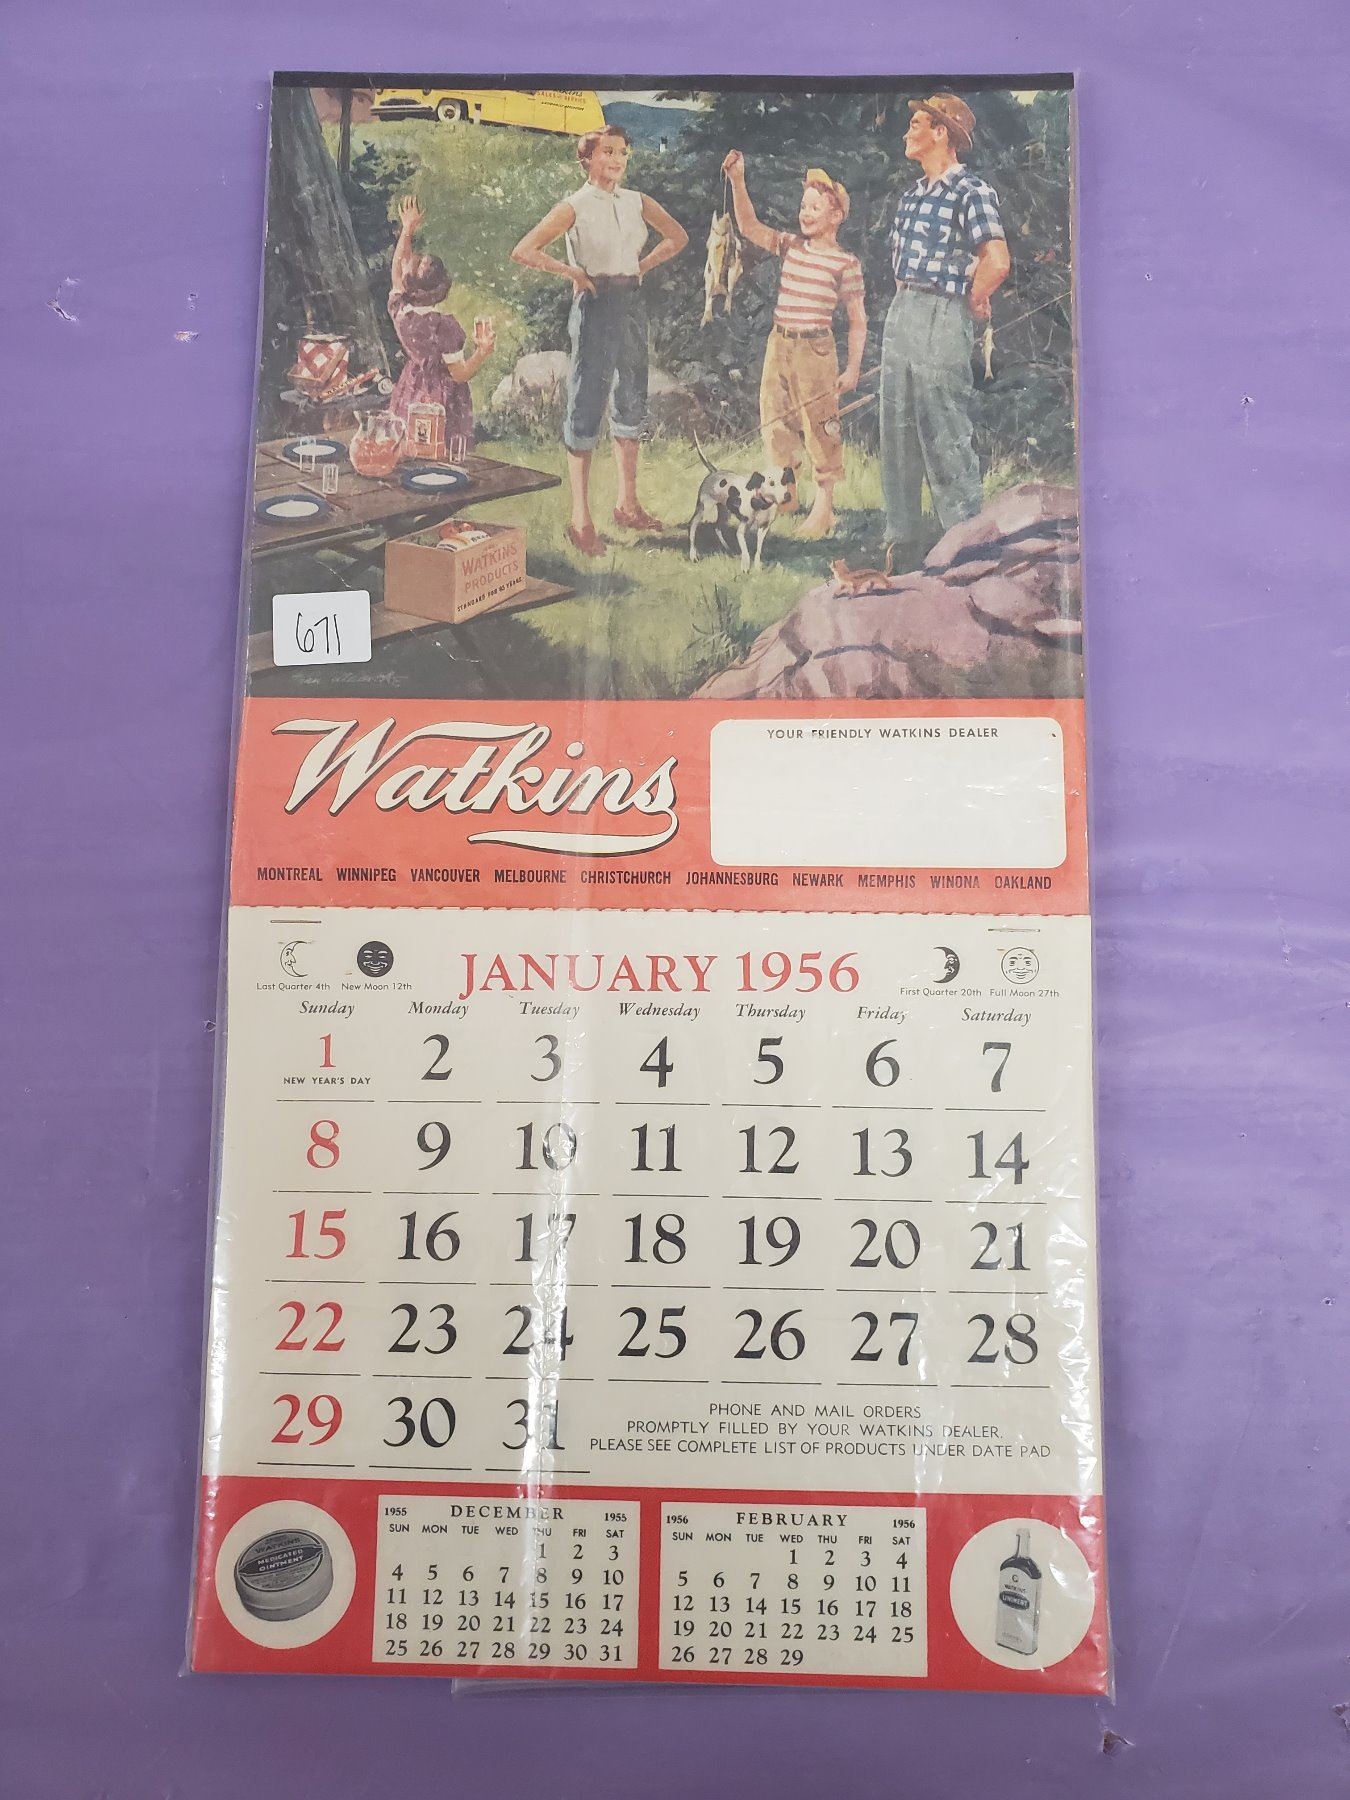 SALES & SERVICE
WATKINS
PRODUCTS
STANDARD FOR 85 YEARS
671
Watkins
YOUR FRIENDLY WATKINS DEALER
MONTREAL WINNIPEG VANCOUVER MELBOURNE CHRISTCHURCH JOHANNESBURG NEWARK MEMPHIS WINONA OAKLAND
JANUARY 1956
Last Quarter 4th New Moon 12th First Quarter 20th Full Moon 27th
Sunday Monday Tuesday Wednesday Thursday Friday Saturday
1 2 3 4 5 6 7
NEW YEAR'S DAY
8 9 10 11 12 13 14
15 16 17 18 19 20 21
22 23 24 25 26 27 28
29 30 31
PHONE AND MAIL ORDERS
PROMPTLY FILLED BY YOUR WATKINS DEALER.
PLEASE SEE COMPLETE LIST OF PRODUCTS UNDER DATE PAD
WATKINS
MEDICATED
OINTMENT
1955 DECEMBER 1955
SUN MON TUE WED THU FRI SAT
1 2 3
4 5 6 7 8 9 10
11 12 13 14 15 16 17
18 19 20 21 22 23 24
25 26 27 28 29 30 31
1956 FEBRUARY 1956
SUN MON TUE WED THU FRI SAT
1 2 3 4
5 6 7 8 9 10 11
12 13 14 15 16 17 18
19 20 21 22 23 24 25
26 27 28 29
WATKINS
LINIMENT